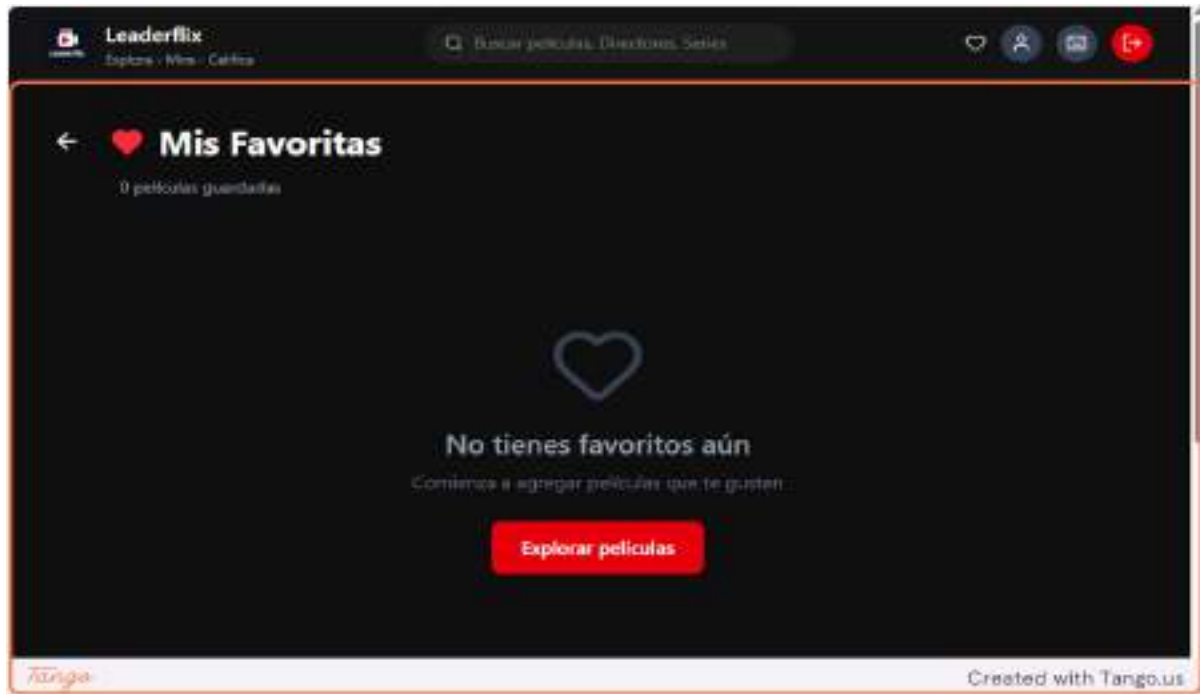 Leaderflix
Explora · Mira · Califica
Buscar películas, Directores, Series
Mis Favoritas
0 películas guardadas
No tienes favoritos aún
Comienza a agregar películas que te gusten
Explorar películas
Tango
Created with Tango.us